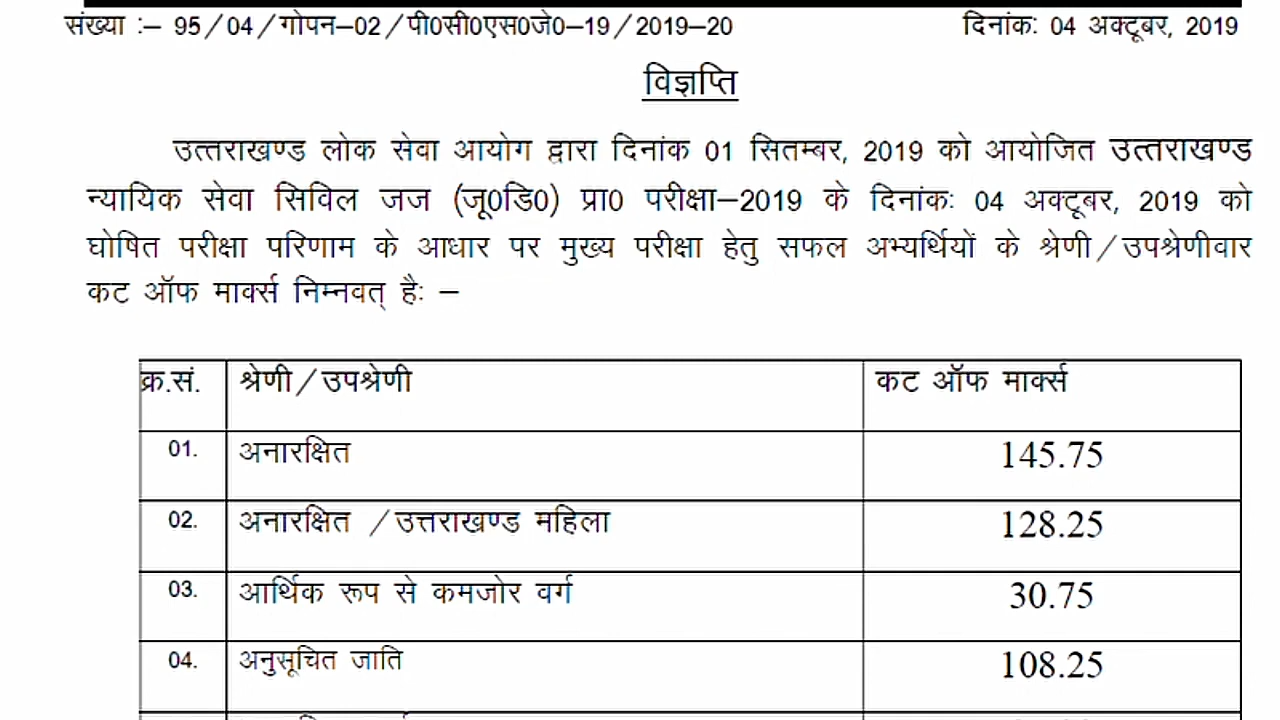 संख्या :– 95/04/गोपन–02/पी0सी0एस0जे0–19/2019–20 दिनांकः 04 अक्टूबर, 2019
विज्ञप्ति
उत्तराखण्ड लोक सेवा आयोग द्वारा दिनांक 01 सितम्बर, 2019 को आयोजित उत्तराखण्ड
न्यायिक सेवा सिविल जज (जू0डि0) प्रा0 परीक्षा–2019 के दिनांकः 04 अक्टूबर, 2019 को
घोषित परीक्षा परिणाम के आधार पर मुख्य परीक्षा हेतु सफल अभ्यर्थियों के श्रेणी/उपश्रेणीवार
कट ऑफ मार्क्स निम्नवत् हैः –
क्र.सं. श्रेणी/उपश्रेणी कट ऑफ मार्क्स
01. अनारक्षित 145.75
02. अनारक्षित /उत्तराखण्ड महिला 128.25
03. आर्थिक रूप से कमजोर वर्ग 30.75
04. अनुसूचित जाति 108.25